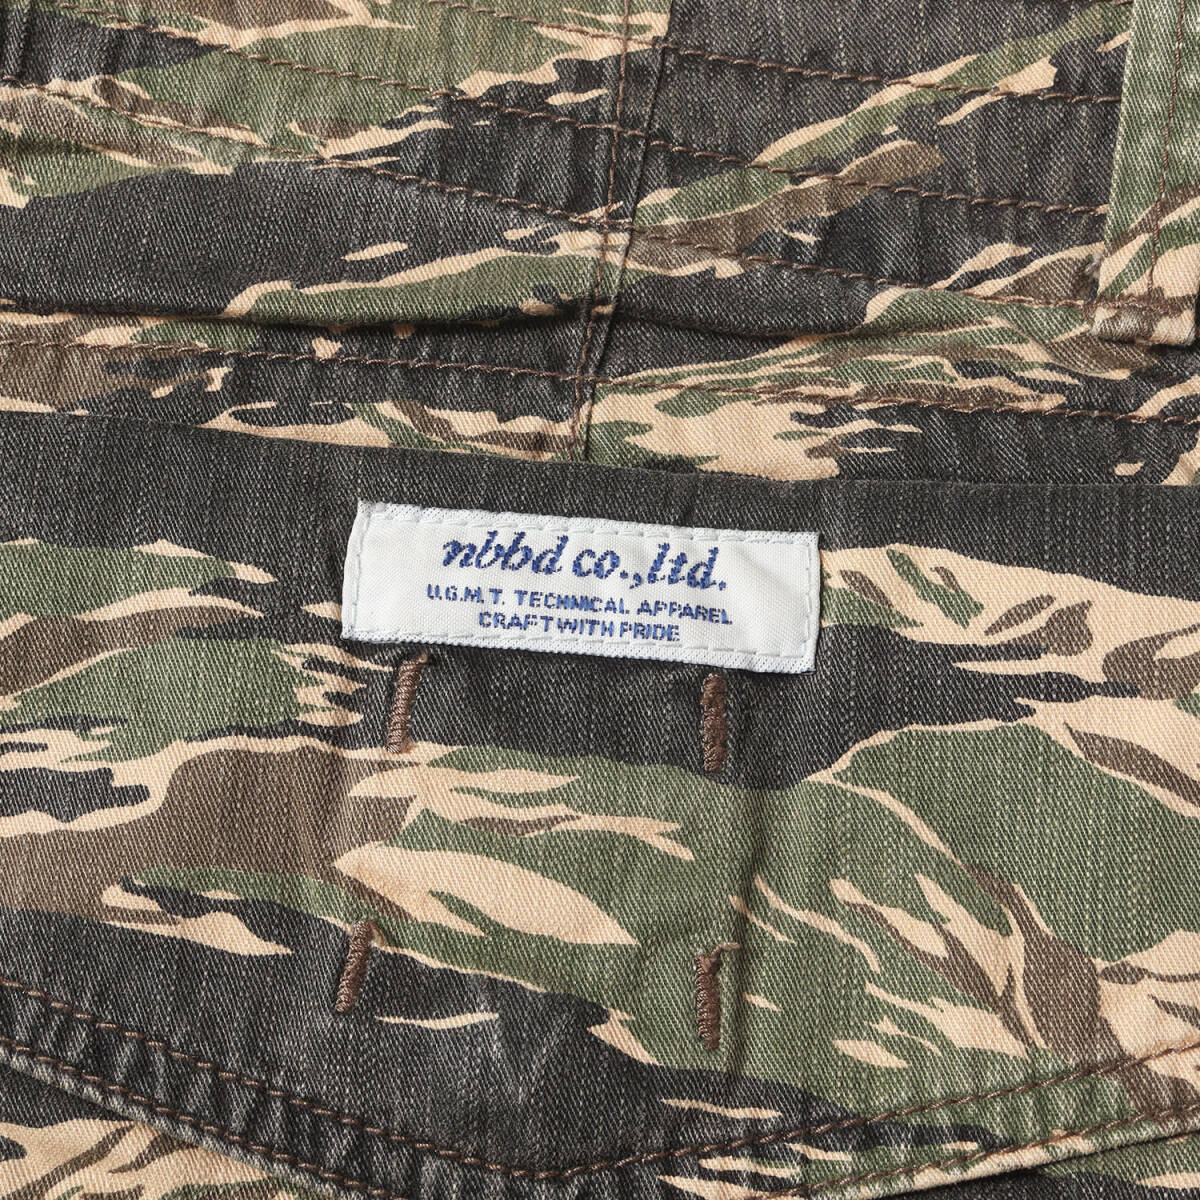 nbbd co.,ltd.
U.G.M.T. TECHNICAL APPAREL
CRAFT WITH PRIDE